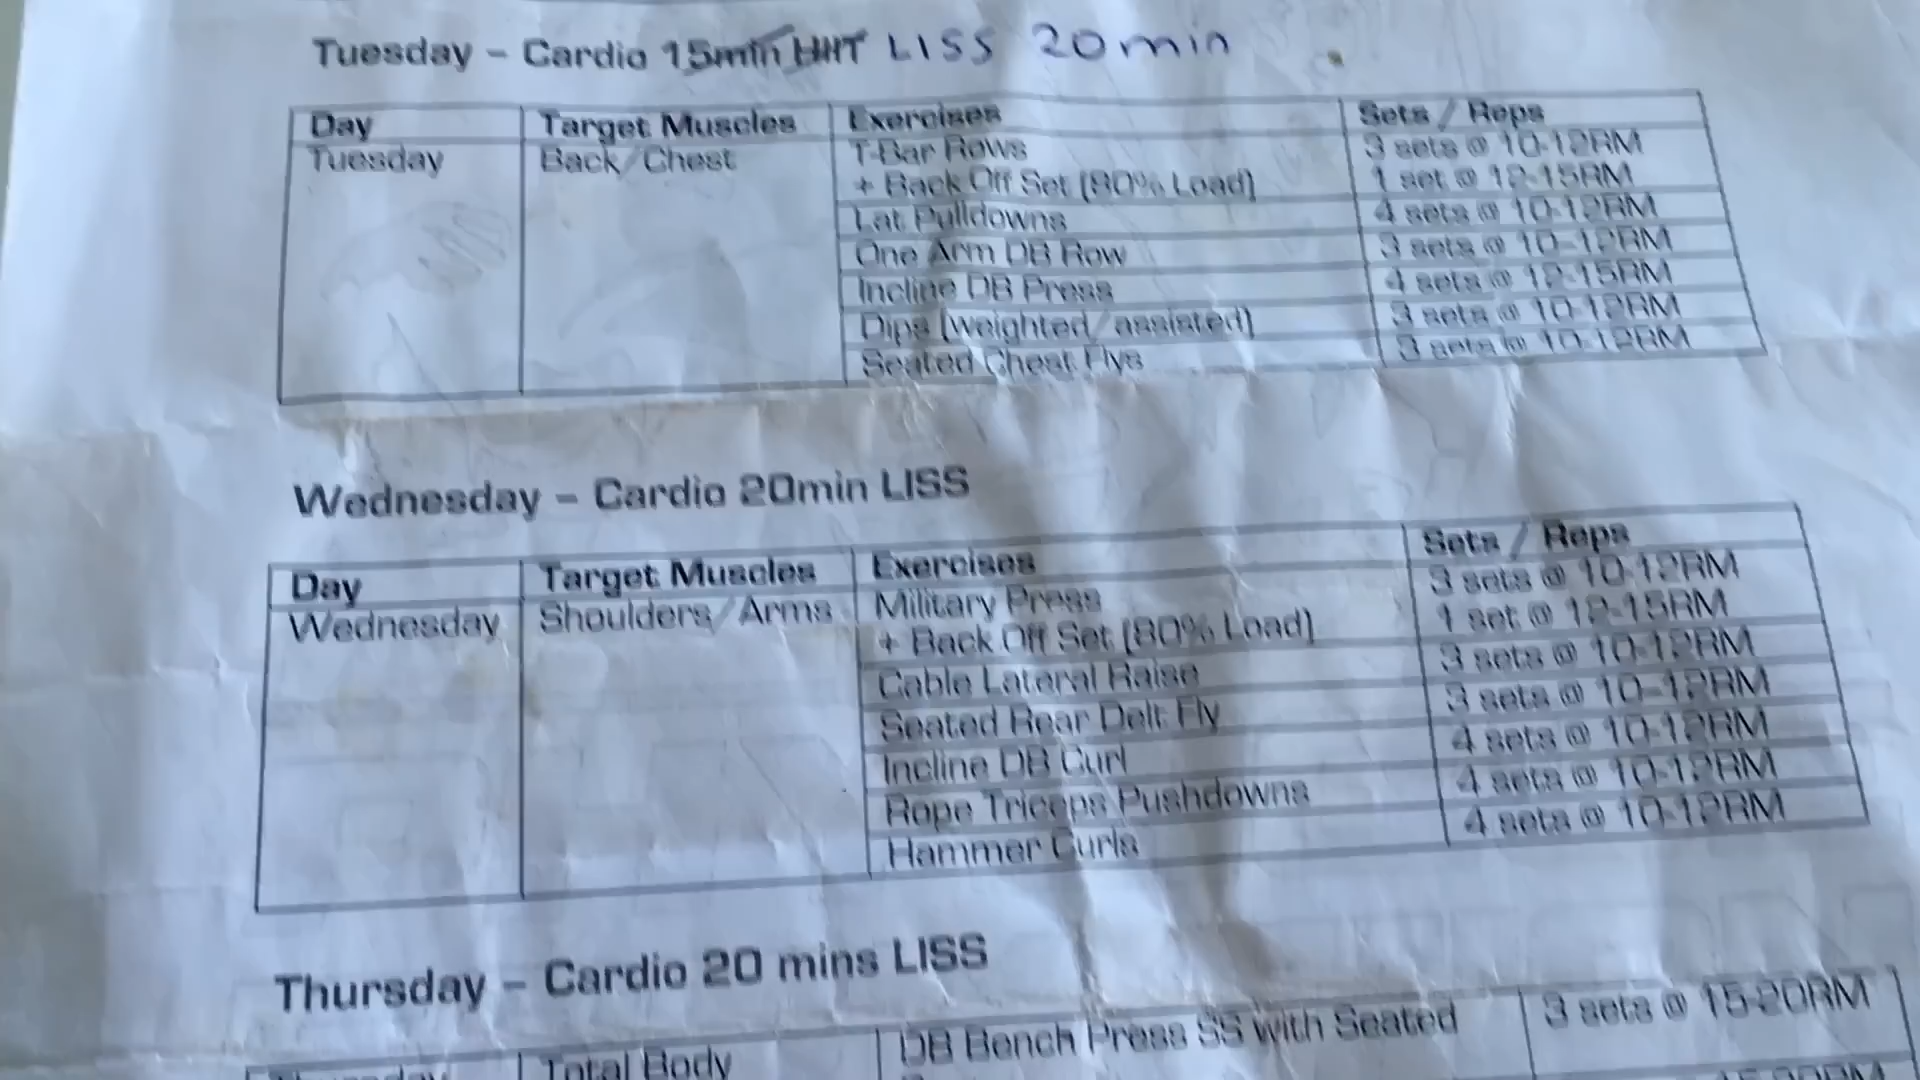 Tuesday – Cardio 15min HIIT LISS 20min
Day Target Muscles Exercises Sets / Reps
Tuesday Back/Chest T-Bar Rows 3 sets @ 10-12RM
+ Back Off Set (80% Load) 1 set @ 12-15RM
Lat Pulldowns 4 sets @ 10-12RM
One Arm DB Row 3 sets @ 10-12RM
Incline DB Press 4 sets @ 12-15RM
Dips (weighted/assisted) 3 sets @ 10-12RM
Seated Chest Flys 3 sets @ 10-12RM
Wednesday – Cardio 20min LISS
Day Target Muscles Exercises Sets / Reps
Wednesday Shoulders/Arms Military Press 3 sets @ 10-12RM
+ Back Off Set (80% Load) 1 set @ 12-15RM
Cable Lateral Raise 3 sets @ 10-12RM
Seated Rear Delt Fly 3 sets @ 10-12RM
Incline DB Curl 4 sets @ 10-12RM
Rope Triceps Pushdowns 4 sets @ 10-12RM
Hammer Curls 4 sets @ 10-12RM
Thursday – Cardio 20 mins LISS
Thursday Total Body DB Bench Press SS with Seated 3 sets @ 15-20RM